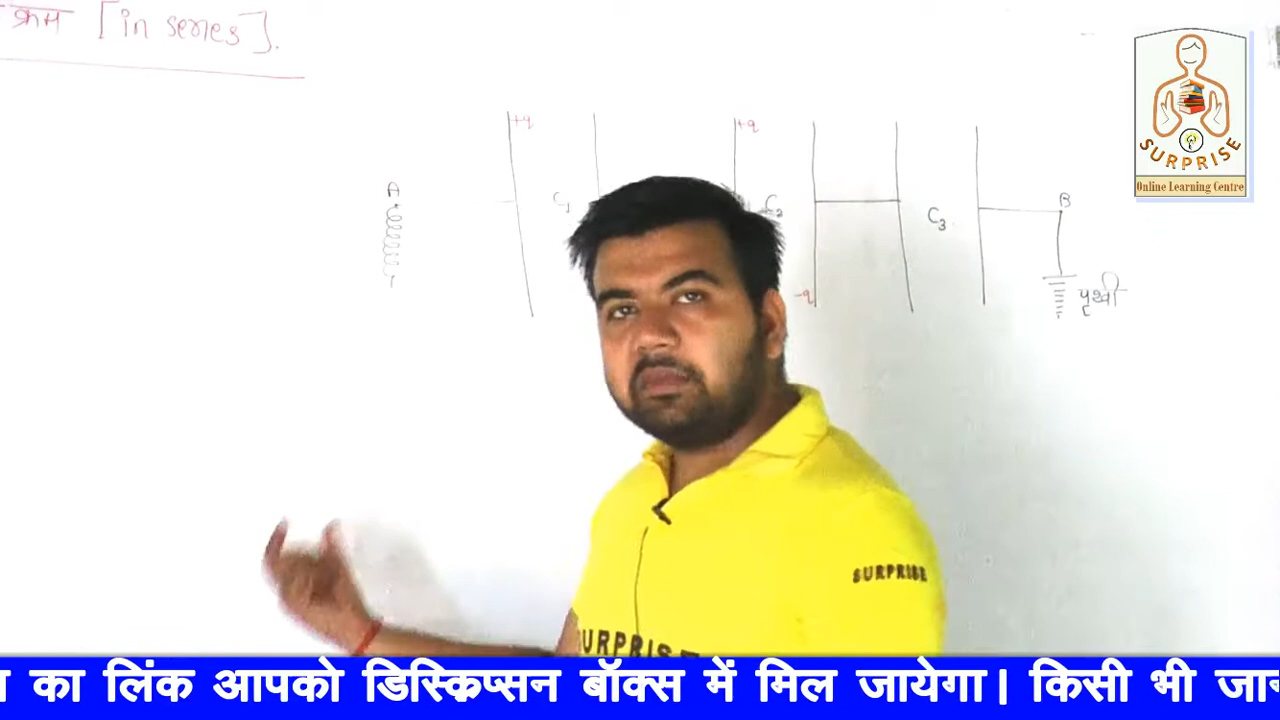 क्रम [in series].
+q
+q
A
C₁
C₂
C₃
B
-q
पृथ्वी
SURPRISE
Online Learning Centre
SURPRISE
SURPRISE
का लिंक आपको डिस्क्रिप्सन बॉक्स में मिल जायेगा। किसी भी